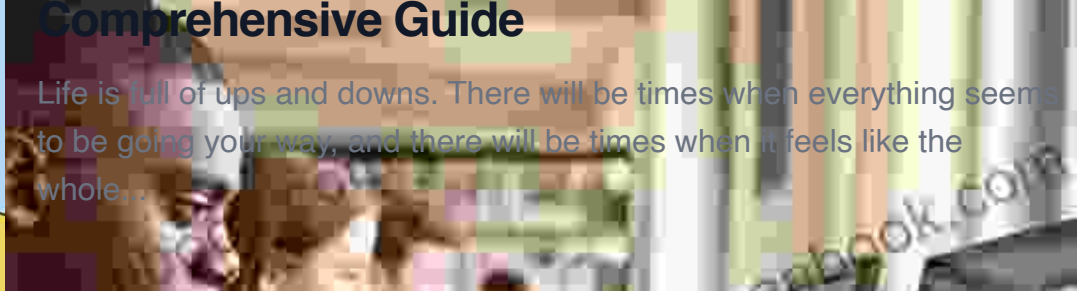 Comprehensive Guide
Life is full of ups and downs. There will be times when everything seems
to be going your way, and there will be times when it feels like the
whole...